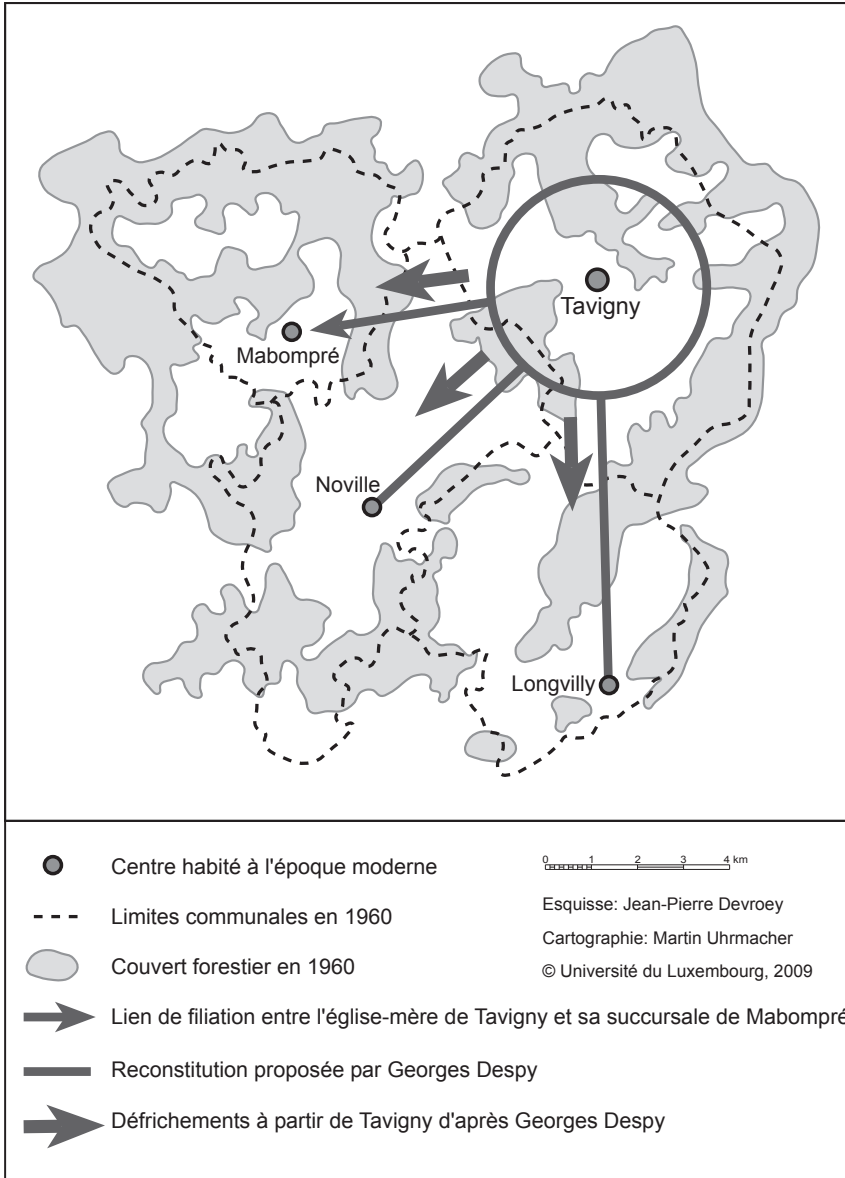 Tavigny
Mabompré
Noville
Longvilly
Centre habité à l'époque moderne
Limites communales en 1960
Couvert forestier en 1960
0 1 2 3 4 km
Esquisse: Jean-Pierre Devroey
Cartographie: Martin Uhrmacher
© Université du Luxembourg, 2009
Lien de filiation entre l'église-mère de Tavigny et sa succursale de Mabompré
Reconstitution proposée par Georges Despy
Défrichements à partir de Tavigny d'après Georges Despy